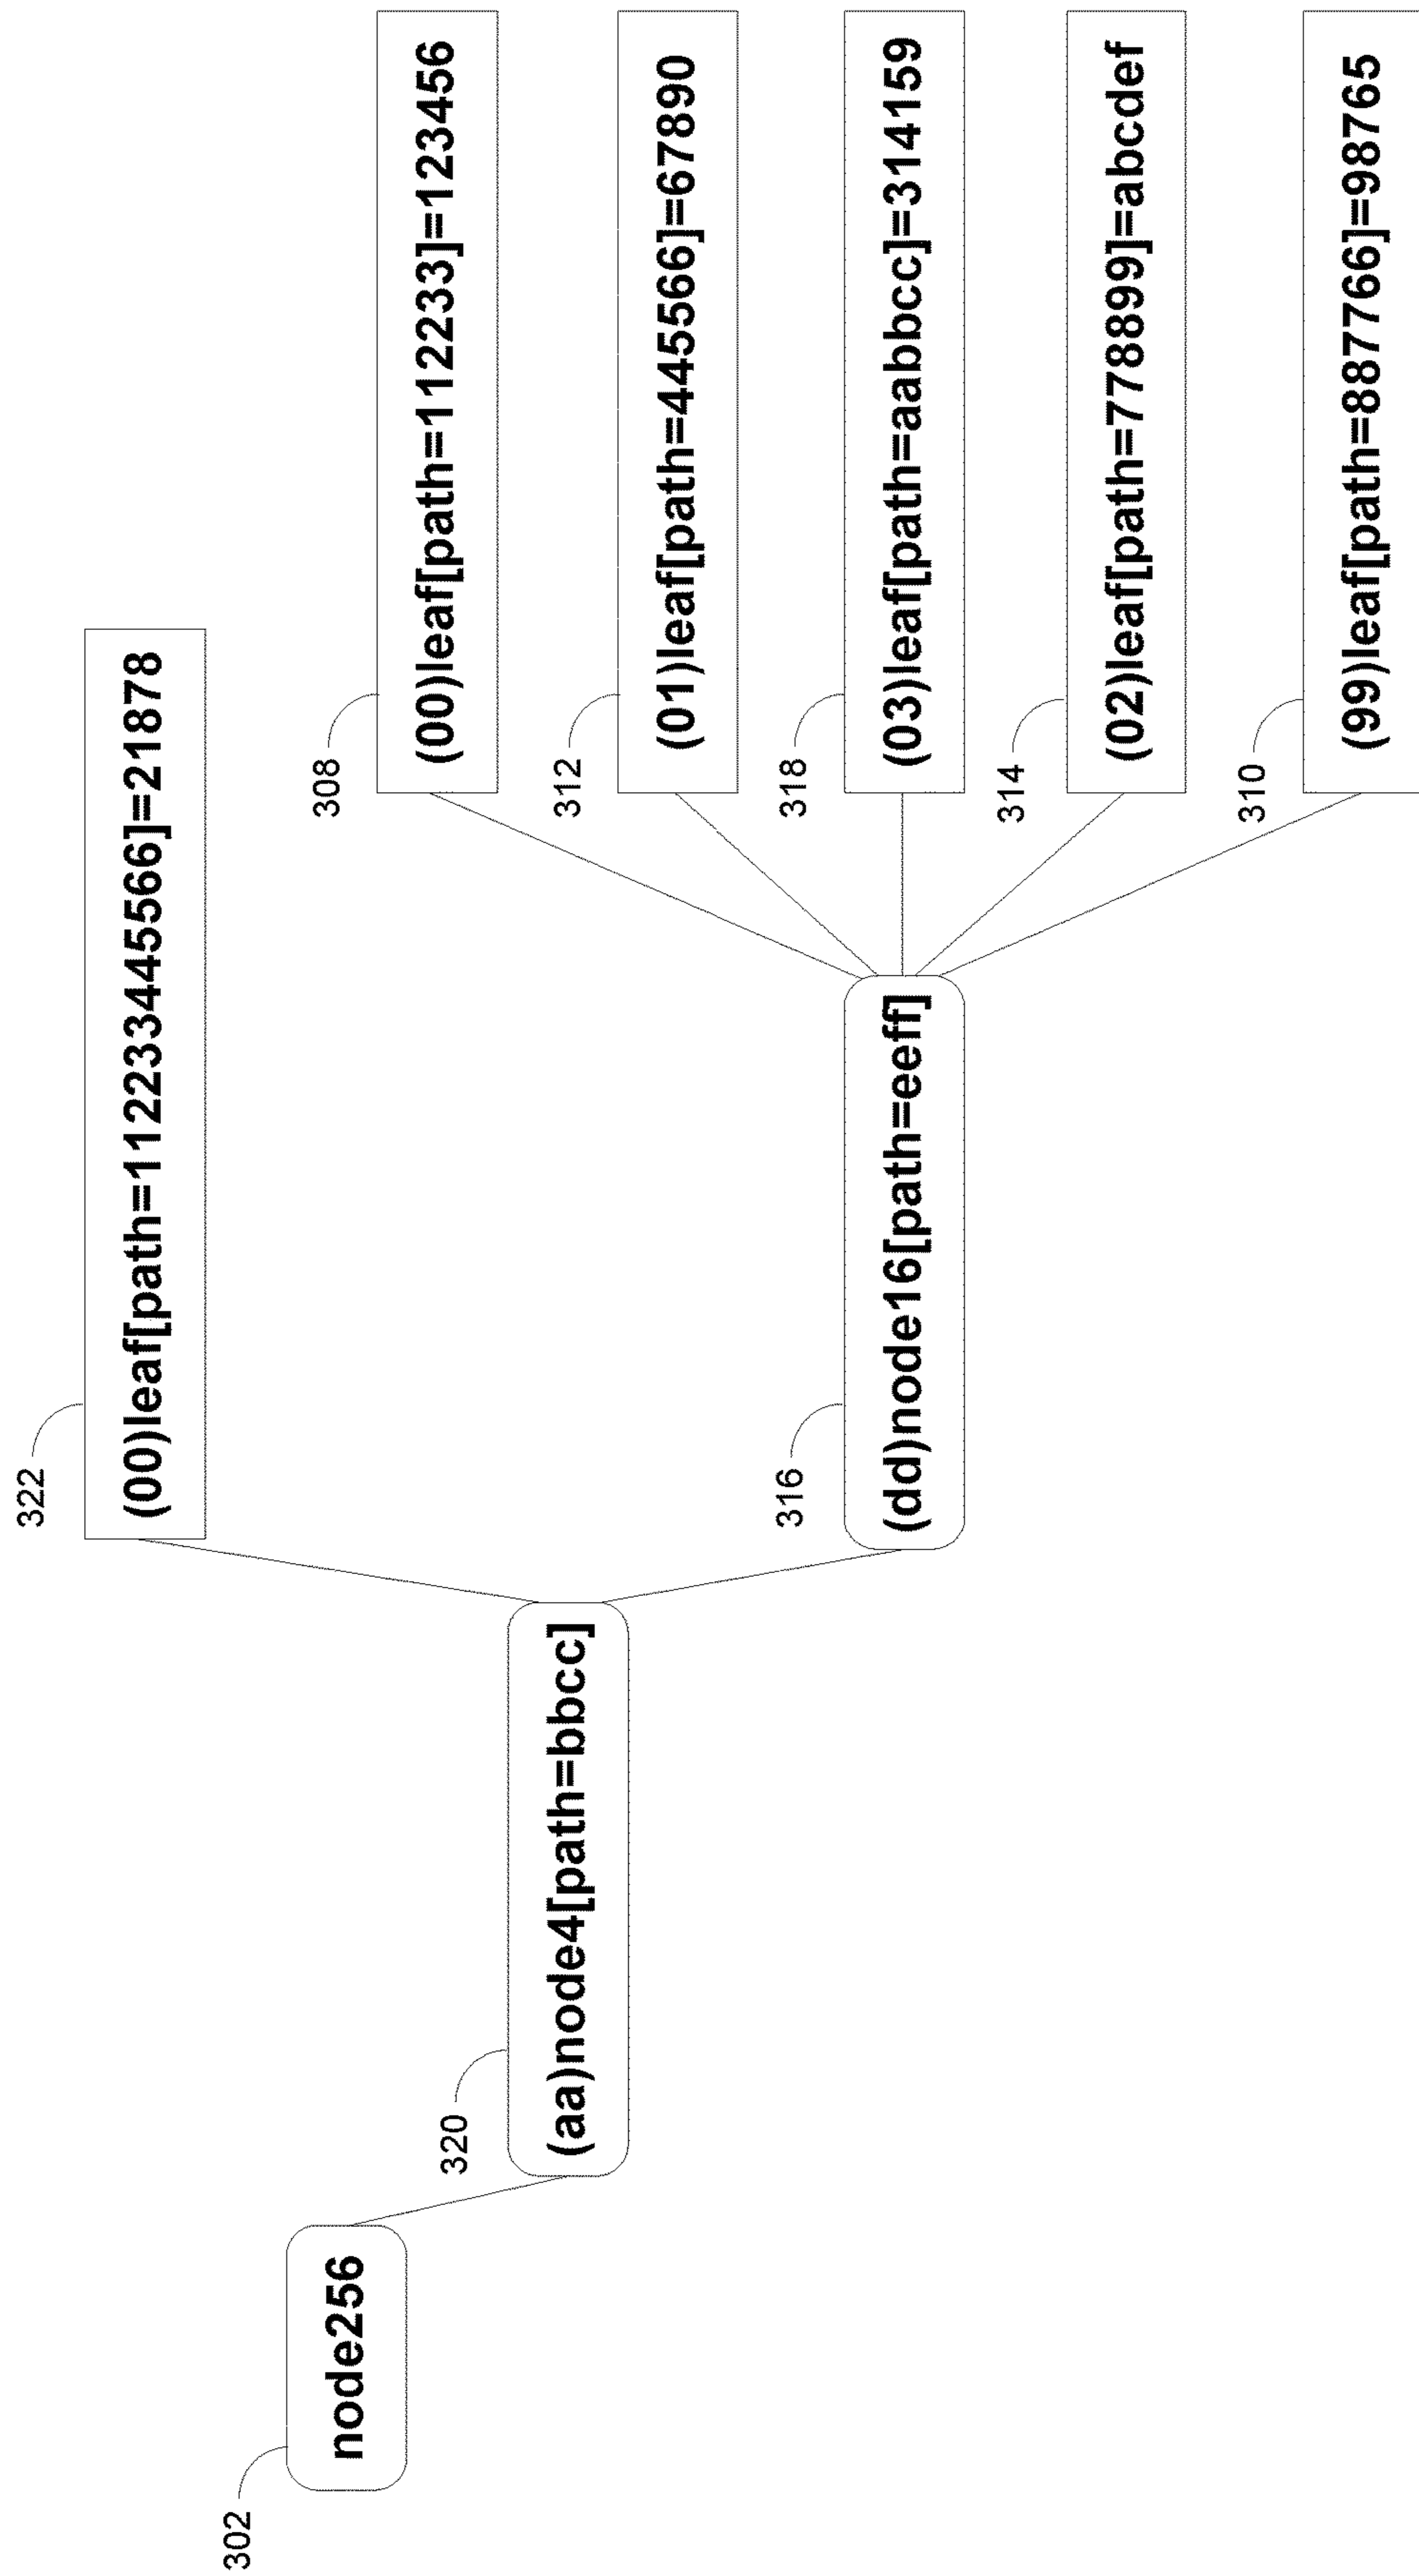 322
(00)leaf[path=112233445566]=21878
308
(00)leaf[path=112233]=123456
302
node256
320
(aa)node4[path=bbcc]
312
(01)leaf[path=445566]=67890
316
(dd)node16[path=eeff]
318
(03)leaf[path=aabbcc]=314159
314
(02)leaf[path=778899]=abcdef
310
(99)leaf[path=887766]=98765